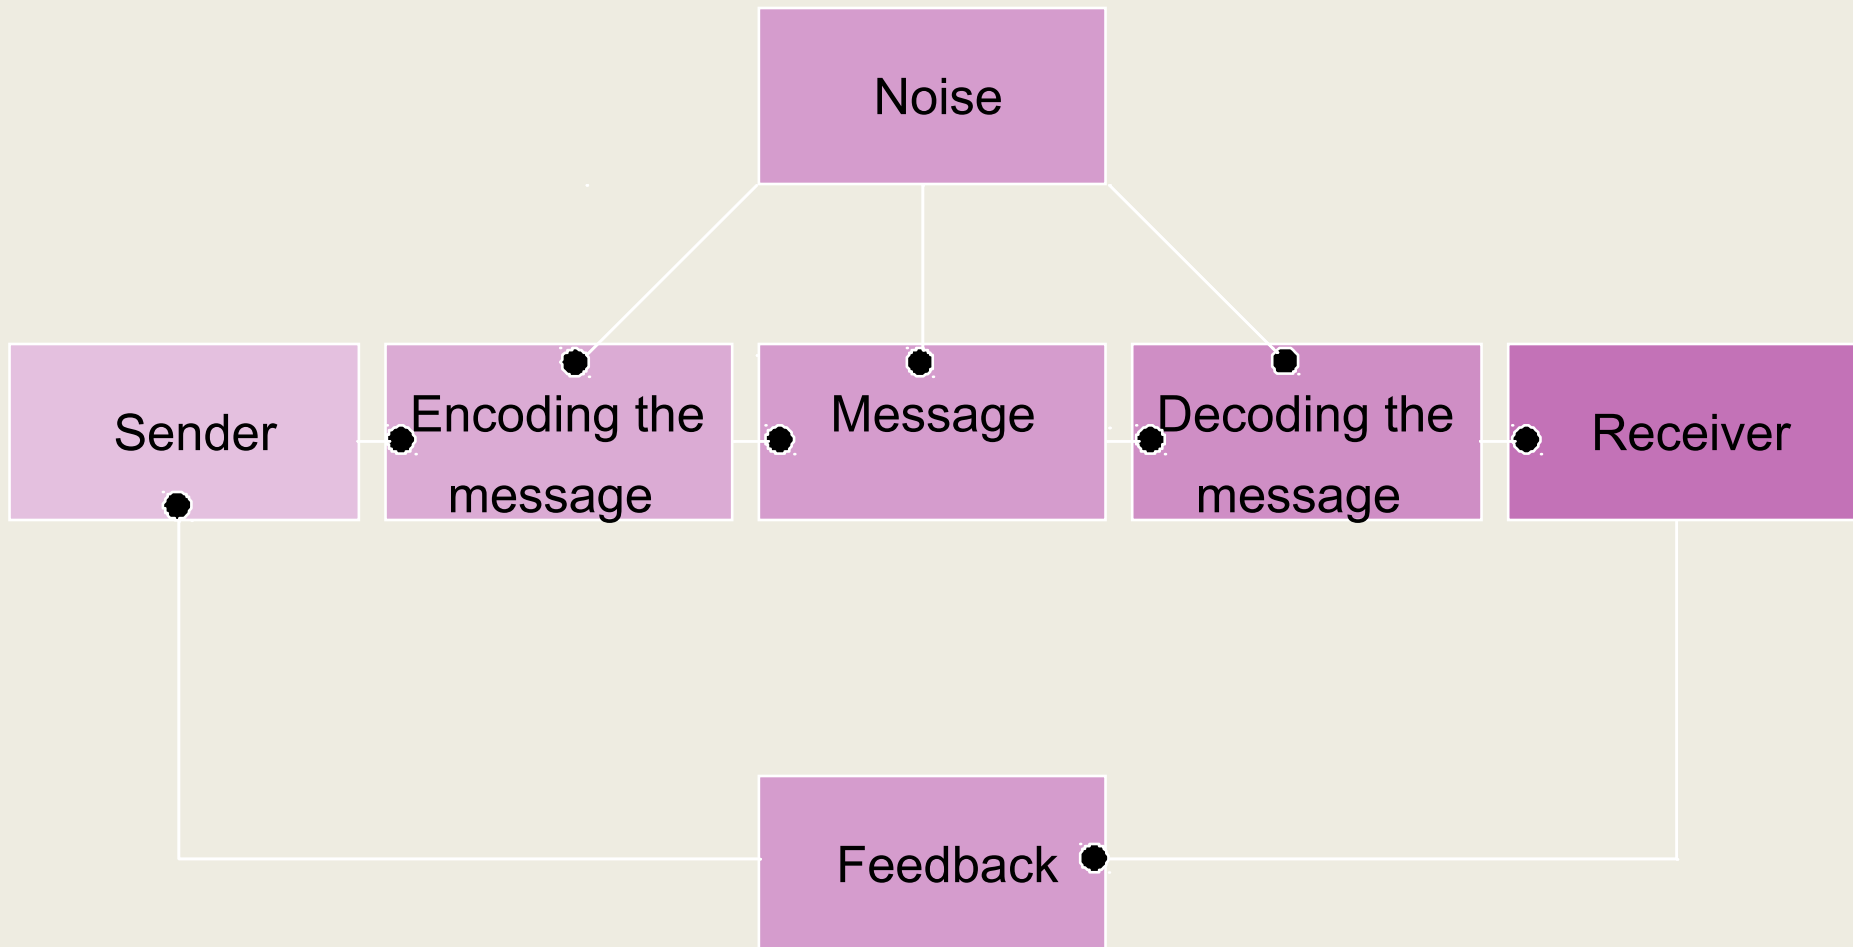 Noise
Sender
Encoding the
message
Message
Decoding the
message
Receiver
Feedback